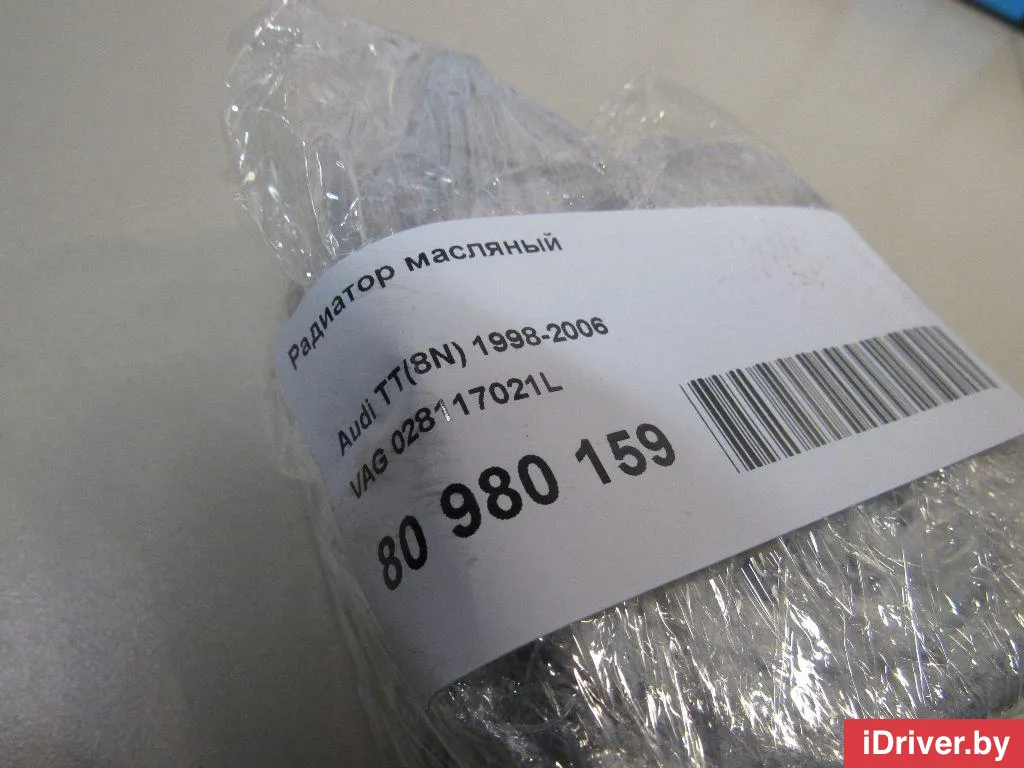 Радиатор масляный
Audi TT(8N) 1998-2006
VAG 028117021L
80 980 159
iDriver.by